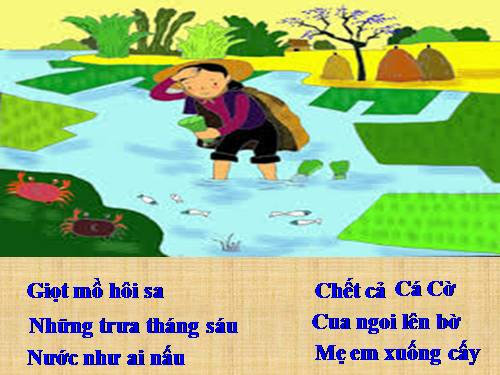 Giọt mồ hôi sa
Những trưa tháng sáu
Nước như ai nấu
Chết cả Cá Cờ
Cua ngoi lên bờ
Mẹ em xuống cấy